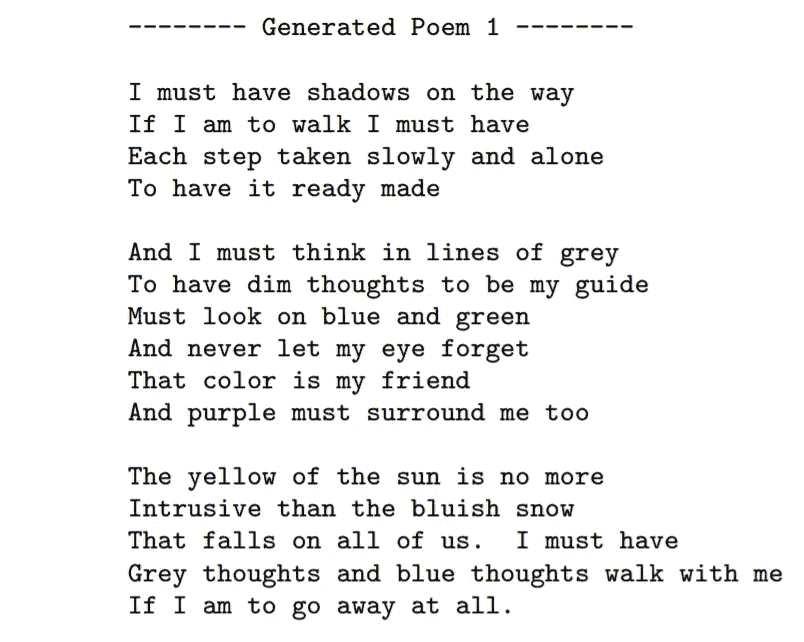 -------- Generated Poem 1 --------
I must have shadows on the way
If I am to walk I must have
Each step taken slowly and alone
To have it ready made
And I must think in lines of grey
To have dim thoughts to be my guide
Must look on blue and green
And never let my eye forget
That color is my friend
And purple must surround me too
The yellow of the sun is no more
Intrusive than the bluish snow
That falls on all of us.  I must have
Grey thoughts and blue thoughts walk with me
If I am to go away at all.